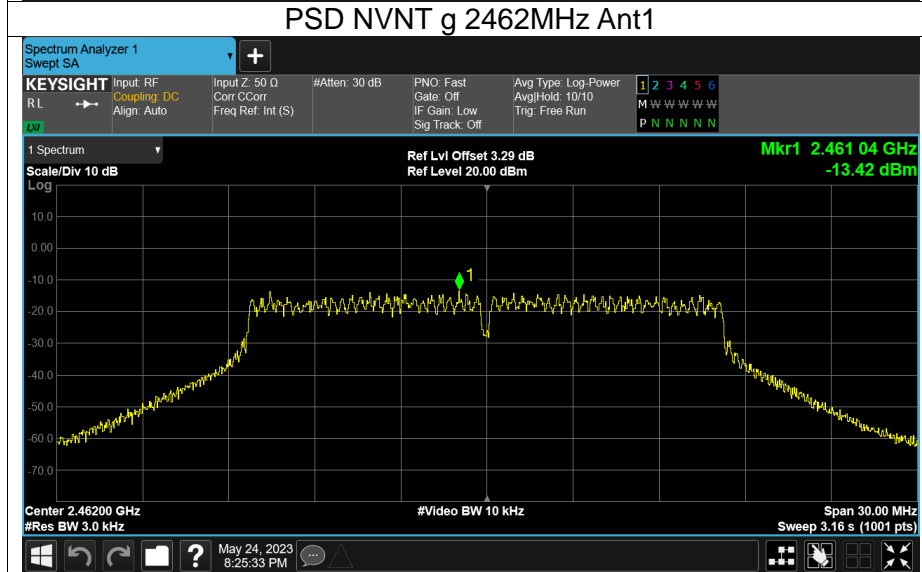 PSD NVNT g 2462MHz Ant1
Spectrum Analyzer 1
Swept SA
KEYSIGHT
RL
LXI
Input: RF
Coupling: DC
Align: Auto
Input Z: 50 Ω
Corr CCorr
Freq Ref: Int (S)
#Atten: 30 dB
PNO: Fast
Gate: Off
IF Gain: Low
Sig Track: Off
Avg Type: Log-Power
Avg|Hold: 10/10
Trig: Free Run
1 2 3 4 5 6
M W W W W W
P N N N N N
1 Spectrum
Ref Lvl Offset 3.29 dB
Mkr1 2.461 04 GHz
Scale/Div 10 dB
Ref Level 20.00 dBm
-13.42 dBm
Log
10.0
0.00
-10.0
1
-20.0
-30.0
-40.0
-50.0
-60.0
-70.0
Center 2.46200 GHz
#Video BW 10 kHz
Span 30.00 MHz
#Res BW 3.0 kHz
Sweep 3.16 s (1001 pts)
?
May 24, 2023
8:25:33 PM